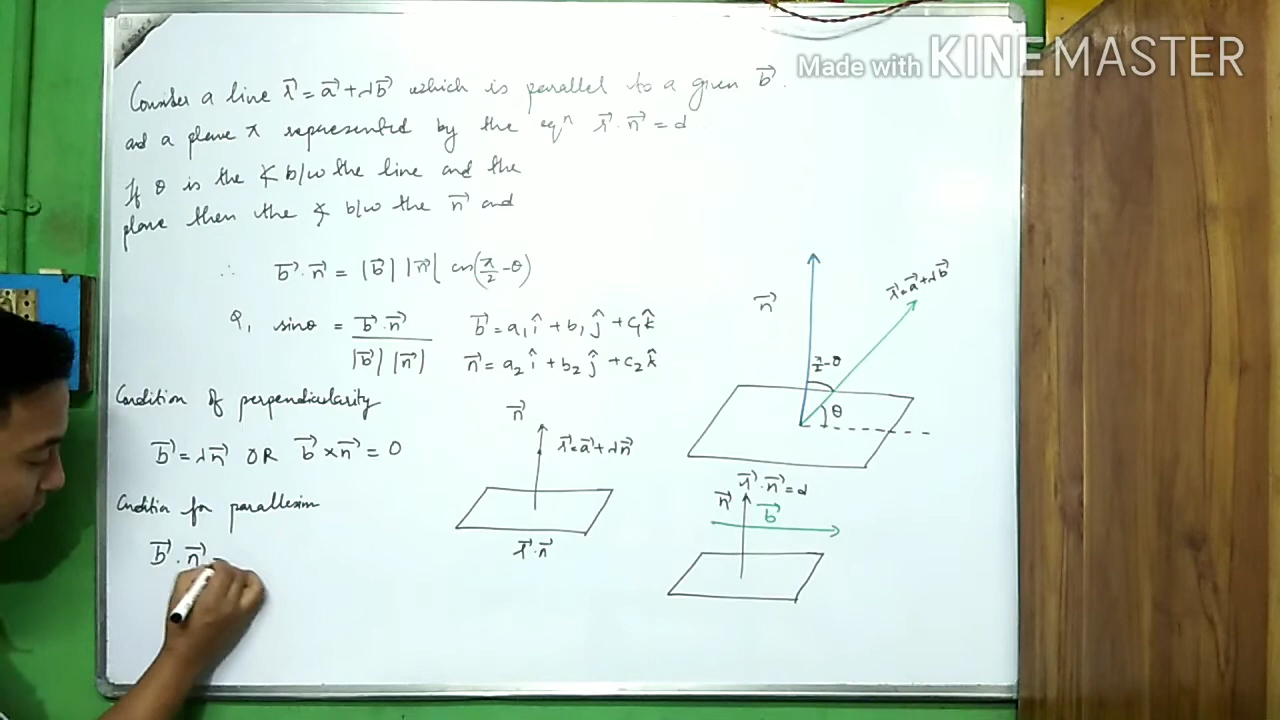 Made with KINEMASTER
Consider a line r⃗ = a⃗ + λb⃗ which is parallel to a given b⃗.
and a plane π represented by the eqⁿ r⃗ . n⃗ = d
If θ is the ∡ b/w the line and the
plane then the ∡ b/w the n⃗ and
∴ b⃗ . n⃗ = |b⃗| |n⃗| cos(π/2 - θ)
sinθ = b⃗ . n⃗ / |b⃗| |n⃗|
b⃗ = a₁î + b₁ĵ + c₁k̂
n⃗ = a₂î + b₂ĵ + c₂k̂
Condition of perpendicularity
b⃗ = λn⃗ OR b⃗ × n⃗ = 0
Condition for parallexim
b⃗ . n⃗ =
n⃗
r⃗ = a⃗ + λn⃗
r⃗ . n⃗
n⃗
r⃗ = a⃗ + λb⃗
π/2 - θ
θ
r⃗ . n⃗ = d
n⃗
b⃗